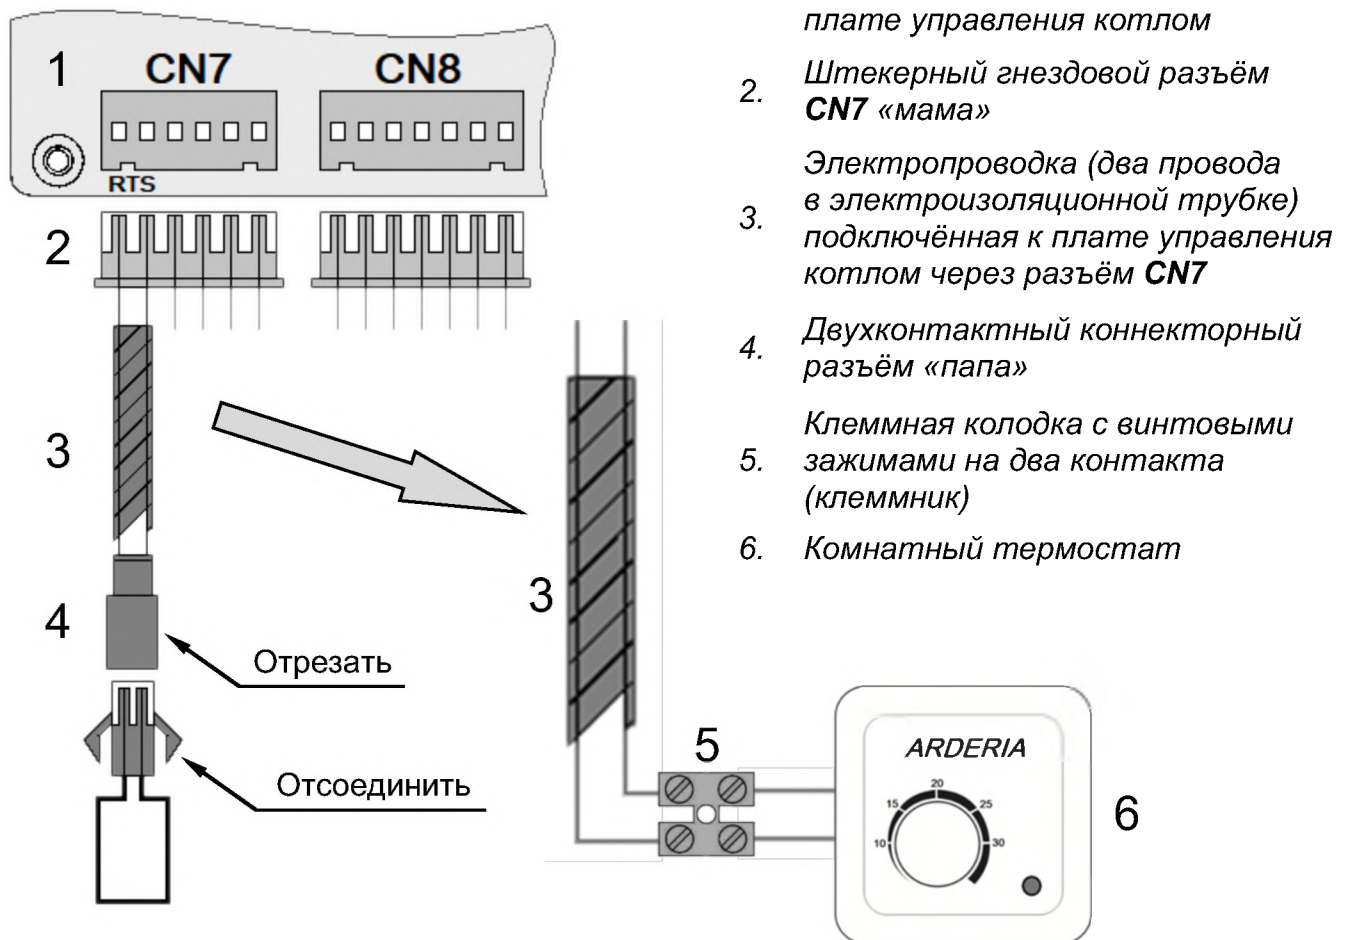 1
CN7
CN8
RTS
2
3
4
Отрезать
Отсоединить
3
5
ARDERIA
10
15
20
25
30
6
плате управления котлом
2. Штекерный гнездовой разъём
CN7 «мама»
Электропроводка (два провода
в электроизоляционной трубке)
3. подключённая к плате управления
котлом через разъём CN7
4. Двухконтактный коннекторный
разъём «папа»
Клеммная колодка с винтовыми
5. зажимами на два контакта
(клеммник)
6. Комнатный термостат